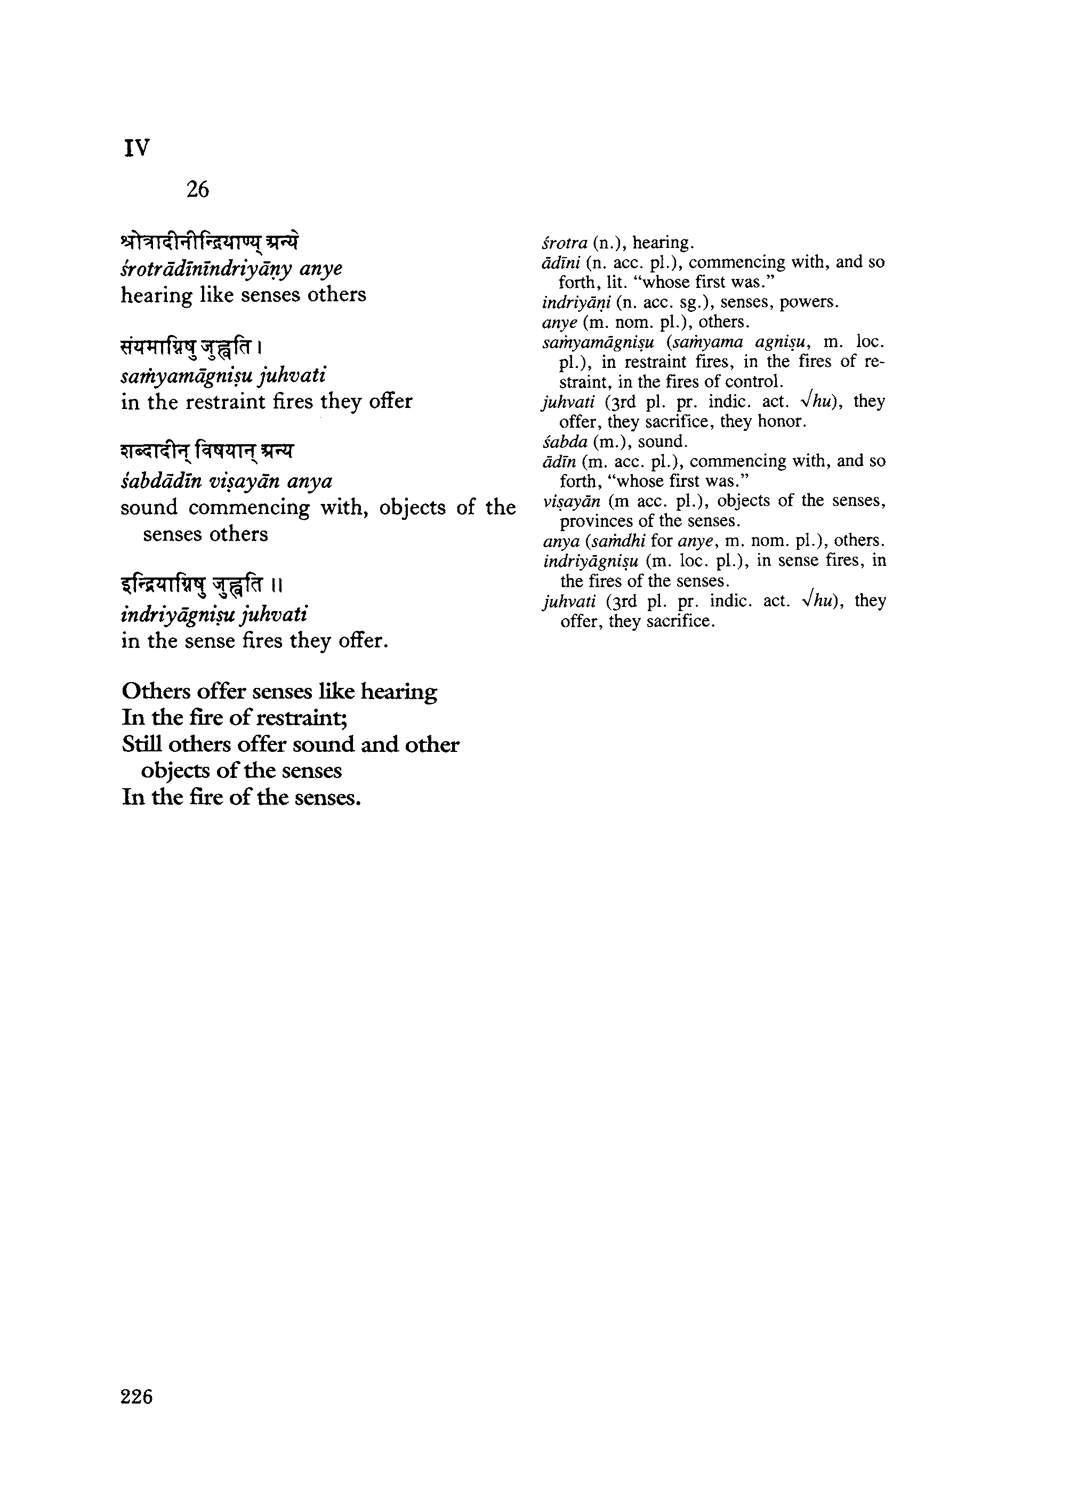 IV
26
श्रोत्रादीनीन्द्रियाण्य् अन्ये
śrotrādīnīndriyāṇy anye
hearing like senses others
संयमाग्निषु जुह्वति ।
saṁyamāgniṣu juhvati
in the restraint fires they offer
शब्दादीन् विषयान् अन्य
śabdādīn viṣayān anya
sound commencing with, objects of the
senses others
इन्द्रियाग्निषु जुह्वति ॥
indriyāgniṣu juhvati
in the sense fires they offer.
Others offer senses like hearing
In the fire of restraint;
Still others offer sound and other
objects of the senses
In the fire of the senses.
śrotra (n.), hearing.
ādīni (n. acc. pl.), commencing with, and so
forth, lit. “whose first was.”
indriyāṇi (n. acc. sg.), senses, powers.
anye (m. nom. pl.), others.
saṁyamāgniṣu (saṁyama agniṣu, m. loc.
pl.), in restraint fires, in the fires of re-
straint, in the fires of control.
juhvati (3rd pl. pr. indic. act. √hu), they
offer, they sacrifice, they honor.
śabda (m.), sound.
ādīn (m. acc. pl.), commencing with, and so
forth, “whose first was.”
viṣayān (m acc. pl.), objects of the senses,
provinces of the senses.
anya (saṁdhi for anye, m. nom. pl.), others.
indriyāgniṣu (m. loc. pl.), in sense fires, in
the fires of the senses.
juhvati (3rd pl. pr. indic. act. √hu), they
offer, they sacrifice.
226